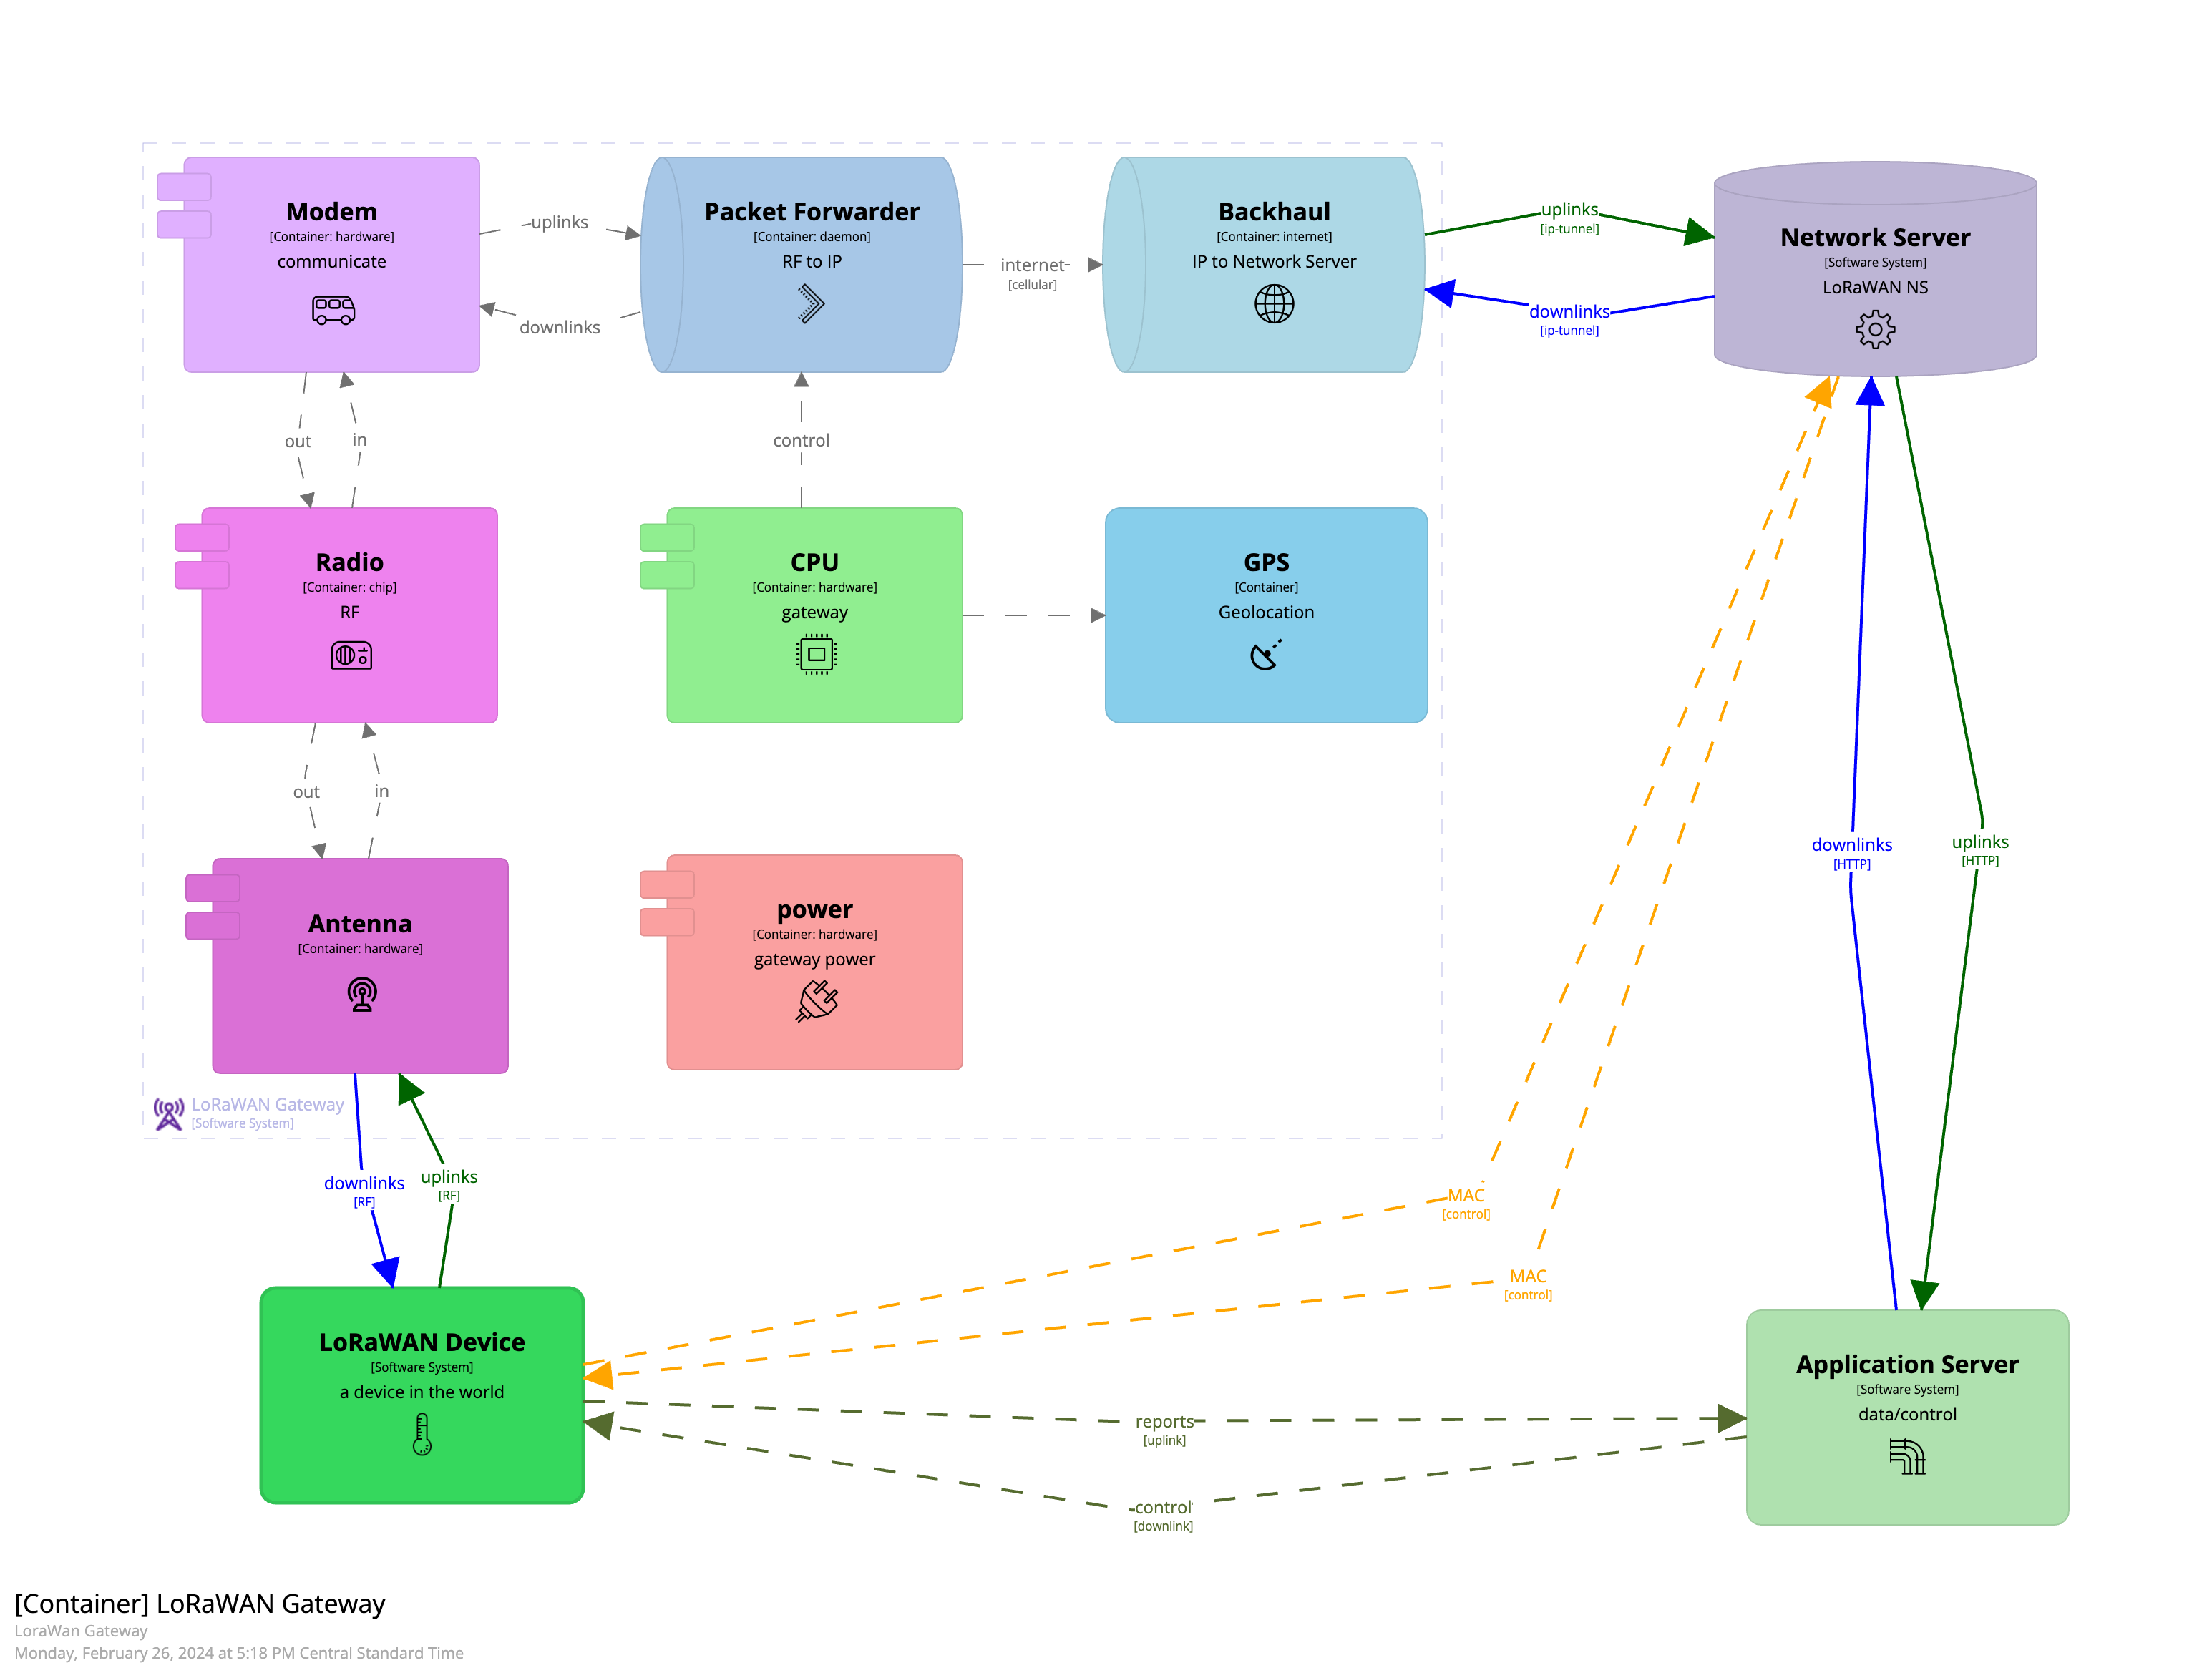 Modem
[Container: hardware]
communicate
uplinks
downlinks
Packet Forwarder
[Container: daemon]
RF to IP
internet
[cellular]
Backhaul
[Container: internet]
IP to Network Server
uplinks
[ip-tunnel]
downlinks
[ip-tunnel]
Network Server
[Software System]
LoRaWAN NS
out
in
control
Radio
[Container: chip]
RF
CPU
[Container: hardware]
gateway
GPS
[Container]
Geolocation
out
in
downlinks
[HTTP]
uplinks
[HTTP]
Antenna
[Container: hardware]
power
[Container: hardware]
gateway power
LoRaWAN Gateway
[Software System]
downlinks
[RF]
uplinks
[RF]
MAC
[control]
MAC
[control]
LoRaWAN Device
[Software System]
a device in the world
reports
[uplink]
control
[downlink]
Application Server
[Software System]
data/control
[Container] LoRaWAN Gateway
LoraWan Gateway
Monday, February 26, 2024 at 5:18 PM Central Standard Time